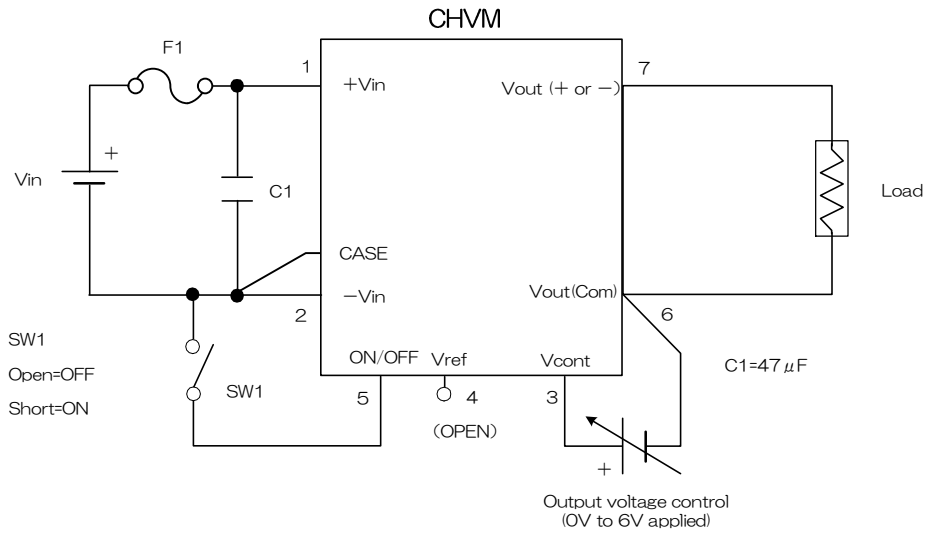 CHVM
F1
1
+Vin
Vout (+ or −)
7
+
Vin
C1
Load
CASE
−Vin
2
Vout(Com)
6
SW1
Open=OFF
Short=ON
SW1
ON/OFF
Vref
Vcont
5
4
3
(OPEN)
C1=47μF
+
Output voltage control
(0V to 6V applied)